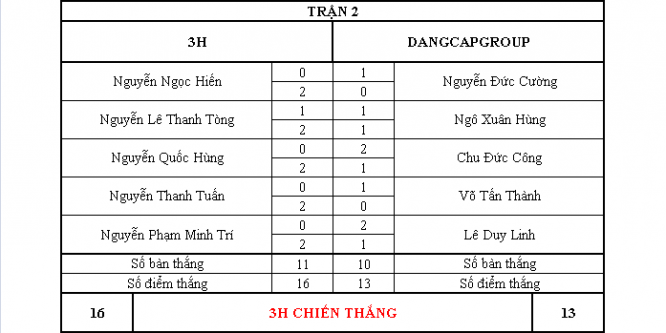 TRẬN 2
3H DANGCAPGROUP
Nguyễn Ngọc Hiến 0 1 Nguyễn Đức Cường
2 0
Nguyễn Lê Thanh Tòng 1 1 Ngô Xuân Hùng
2 1
Nguyễn Quốc Hùng 0 2 Chu Đức Công
2 1
Nguyễn Thanh Tuấn 0 1 Võ Tấn Thành
2 0
Nguyễn Phạm Minh Trí 0 2 Lê Duy Linh
2 1
Số bàn thắng 11 10 Số bàn thắng
Số điểm thắng 16 13 Số điểm thắng
16 3H CHIẾN THẮNG 13